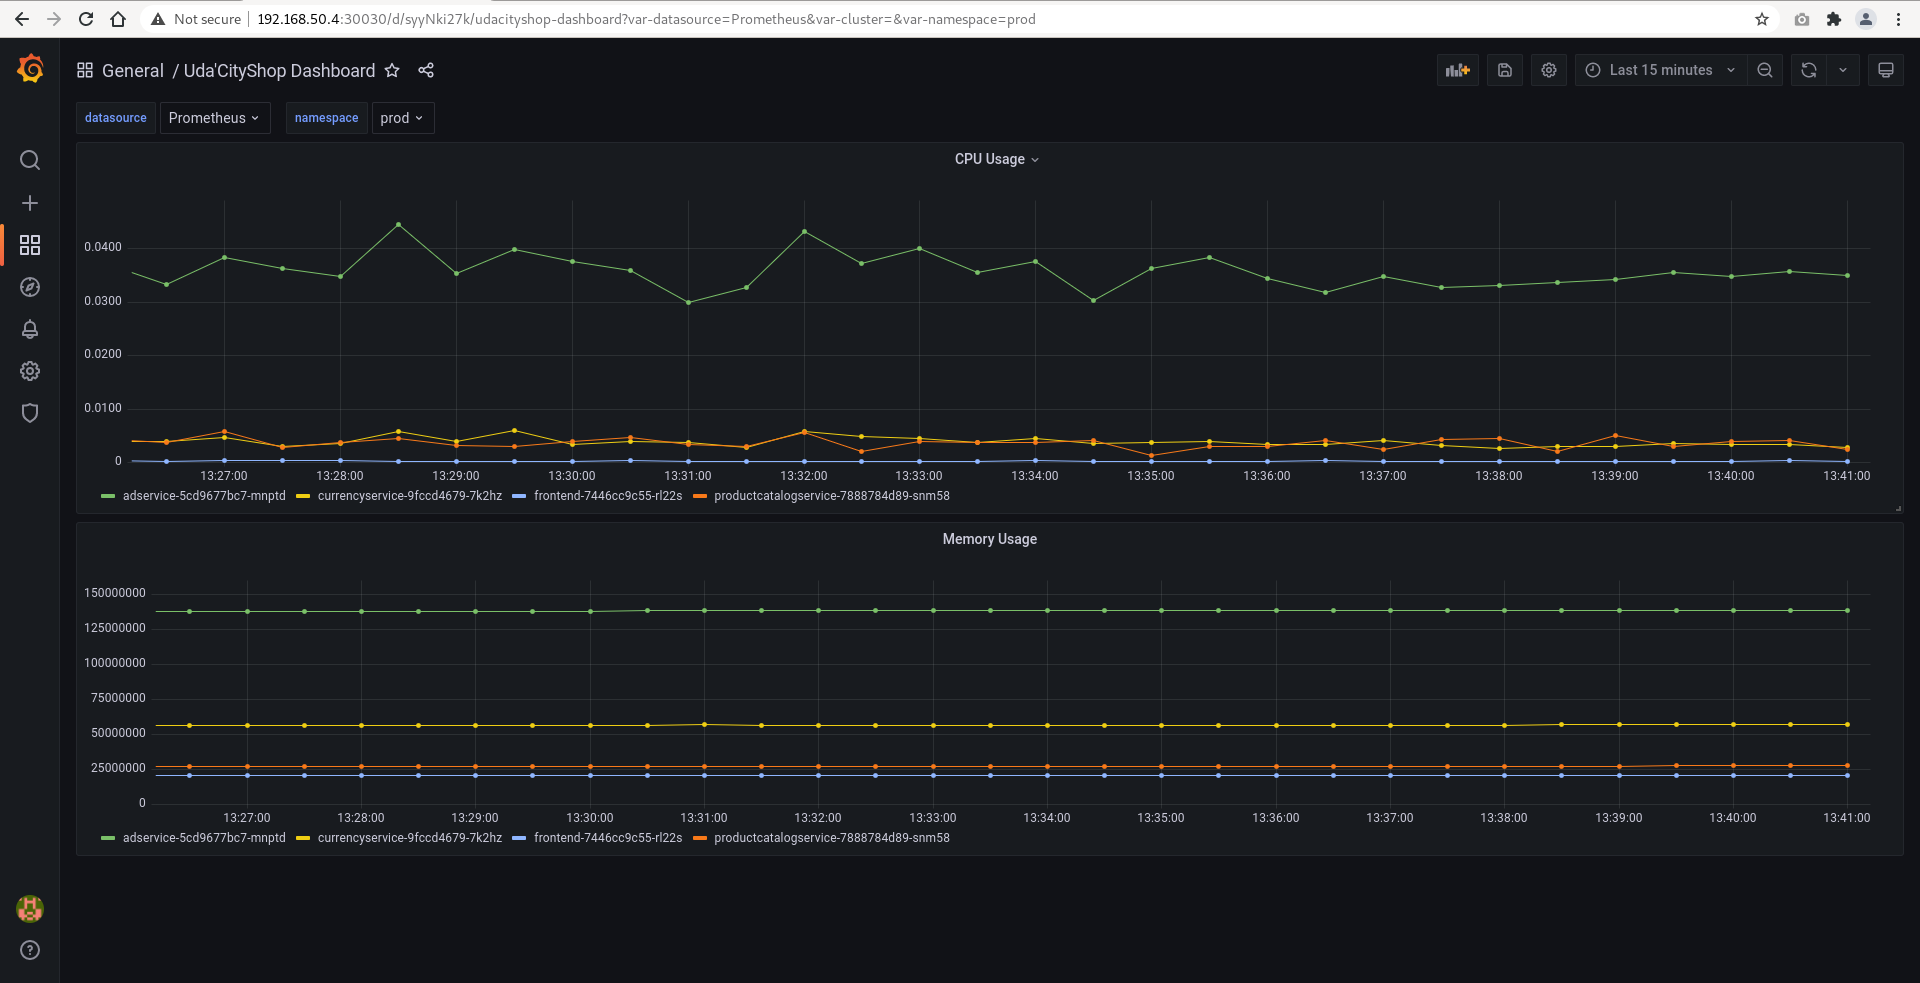 Not secure 192.168.50.4:30030/d/syyNki27k/udacityshop-dashboard?var-datasource=Prometheus&var-cluster=&var-namespace=prod
General / Uda'CityShop Dashboard
Last 15 minutes
datasource Prometheus namespace prod
CPU Usage
0.0400
0.0300
0.0200
0.0100
0
13:27:00 13:28:00 13:29:00 13:30:00 13:31:00 13:32:00 13:33:00 13:34:00 13:35:00 13:36:00 13:37:00 13:38:00 13:39:00 13:40:00 13:41:00
adservice-5cd9677bc7-mnptd currencyservice-9fccd4679-7k2hz frontend-7446cc9c55-rl22s productcatalogservice-7888784d89-snm58
Memory Usage
150000000
125000000
100000000
75000000
50000000
25000000
0
13:27:00 13:28:00 13:29:00 13:30:00 13:31:00 13:32:00 13:33:00 13:34:00 13:35:00 13:36:00 13:37:00 13:38:00 13:39:00 13:40:00 13:41:00
adservice-5cd9677bc7-mnptd currencyservice-9fccd4679-7k2hz frontend-7446cc9c55-rl22s productcatalogservice-7888784d89-snm58